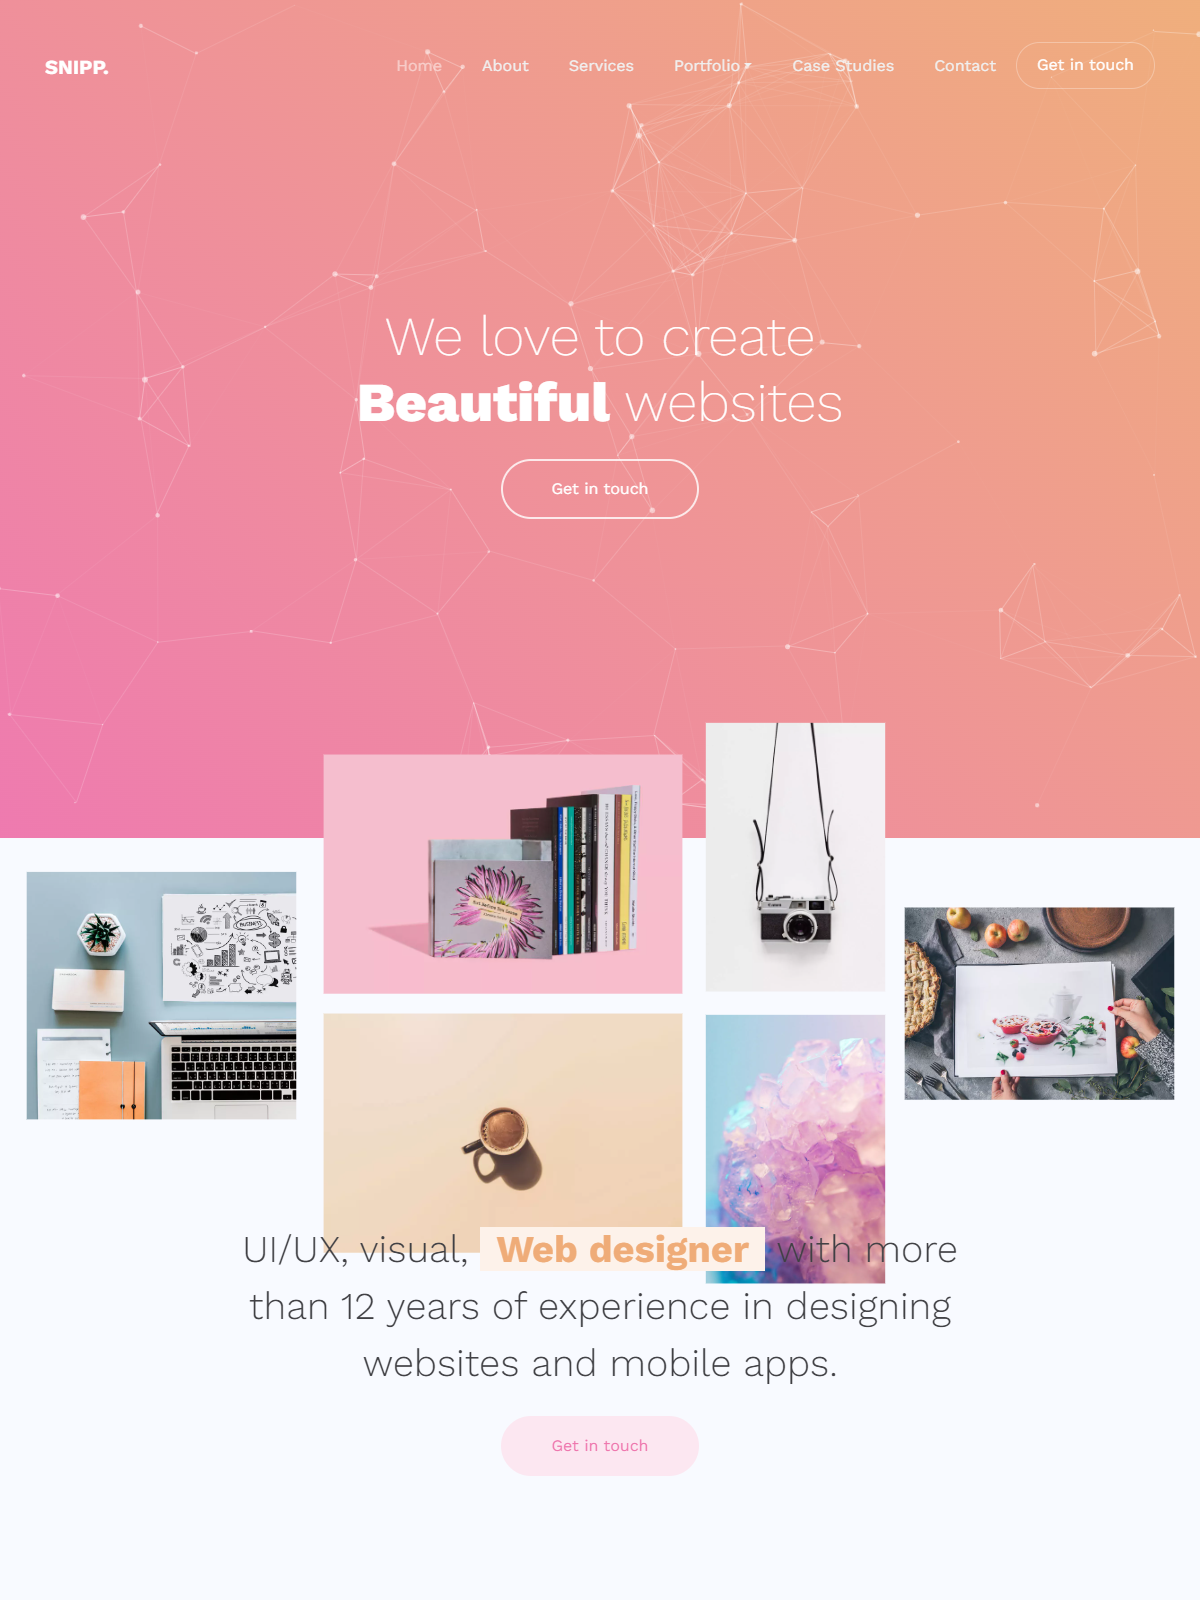 SNIPP.
Home
About
Services
Portfolio
Case Studies
Contact
Get in touch
We love to create
Beautiful websites
Get in touch
BUSINESS
UI/UX, visual, Web designer with more
than 12 years of experience in designing
websites and mobile apps.
Get in touch